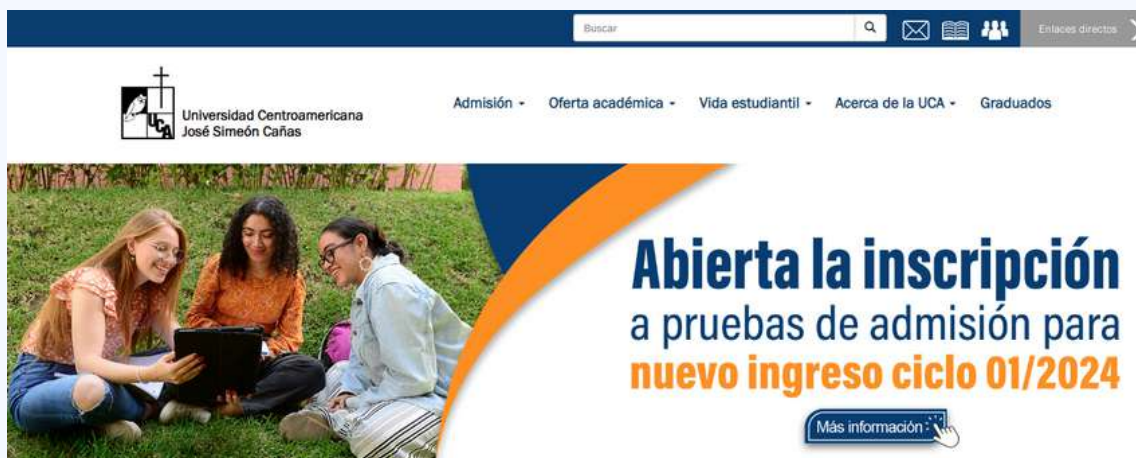 Buscar
Enlaces directos
UCA
Universidad Centroamericana
José Simeón Cañas
Admisión
Oferta académica
Vida estudiantil
Acerca de la UCA
Graduados
Abierta la inscripción
a pruebas de admisión para
nuevo ingreso ciclo 01/2024
Más información